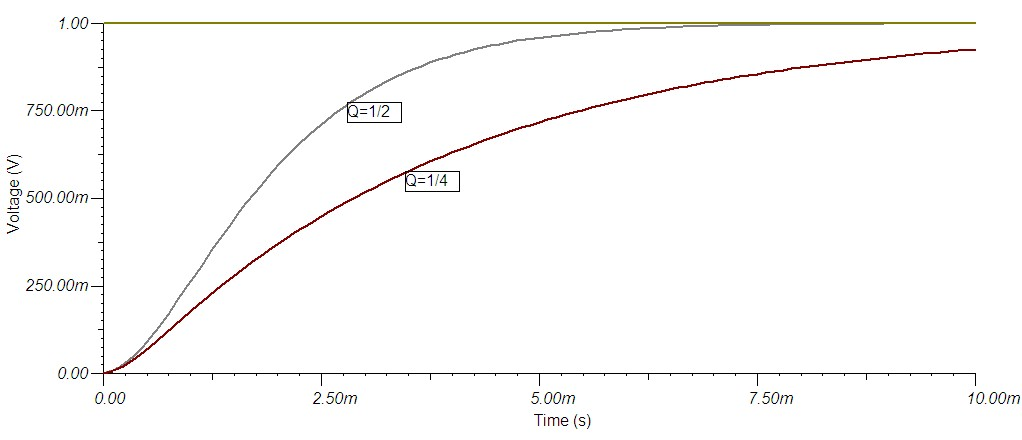 1.00
750.00m
Q=1/2
Q=1/4
500.00m
Voltage (V)
250.00m
0.00
0.00 2.50m 5.00m 7.50m 10.00m
Time (s)